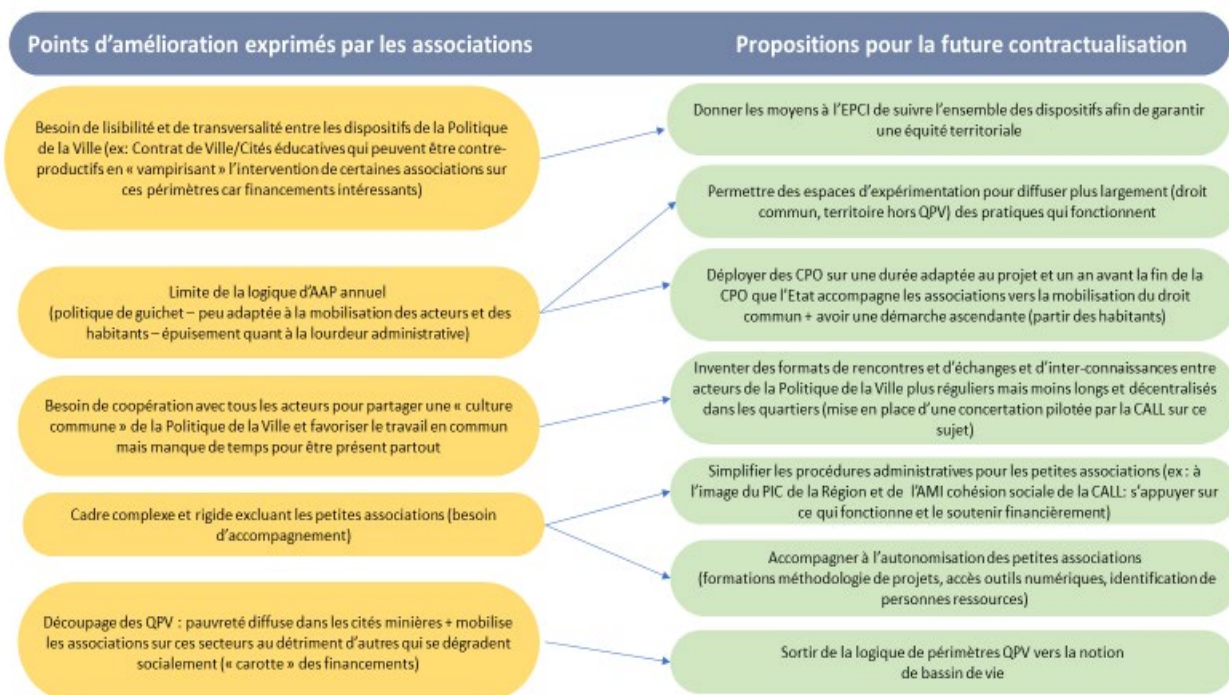 Points d'amélioration exprimés par les associations
Propositions pour la future contractualisation
Besoin de lisibilité et de transversalité entre les dispositifs de la Politique
de la Ville (ex: Contrat de Ville/Cités éducatives qui peuvent être contre-
productifs en « vampirisant » l'intervention de certaines associations sur
ces périmètres car financements intéressants)
Limite de la logique d'AAP annuel
(politique de guichet – peu adaptée à la mobilisation des acteurs et des
habitants – épuisement quant à la lourdeur administrative)
Besoin de coopération avec tous les acteurs pour partager une « culture
commune » de la Politique de la Ville et favoriser le travail en commun
mais manque de temps pour être présent partout
Cadre complexe et rigide excluant les petites associations (besoin
d'accompagnement)
Découpage des QPV : pauvreté diffuse dans les cités minières + mobilise
les associations sur ces secteurs au détriment d'autres qui se dégradent
socialement (« carotte » des financements)
Donner les moyens à l'EPCI de suivre l'ensemble des dispositifs afin de garantir
une équité territoriale
Permettre des espaces d'expérimentation pour diffuser plus largement (droit
commun, territoire hors QPV) des pratiques qui fonctionnent
Déployer des CPO sur une durée adaptée au projet et un an avant la fin de la
CPO que l'Etat accompagne les associations vers la mobilisation du droit
commun + avoir une démarche ascendante (partir des habitants)
Inventer des formats de rencontres et d'échanges et d'inter-connaissances entre
acteurs de la Politique de la Ville plus réguliers mais moins longs et décentralisés
dans les quartiers (mise en place d'une concertation pilotée par la CALL sur ce
sujet)
Simplifier les procédures administratives pour les petites associations (ex : à
l'image du PIC de la Région et de l'AMI cohésion sociale de la CALL: s'appuyer sur
ce qui fonctionne et le soutenir financièrement)
Accompagner à l'autonomisation des petites associations
(formations méthodologie de projets, accès outils numériques, identification de
personnes ressources)
Sortir de la logique de périmètres QPV vers la notion
de bassin de vie